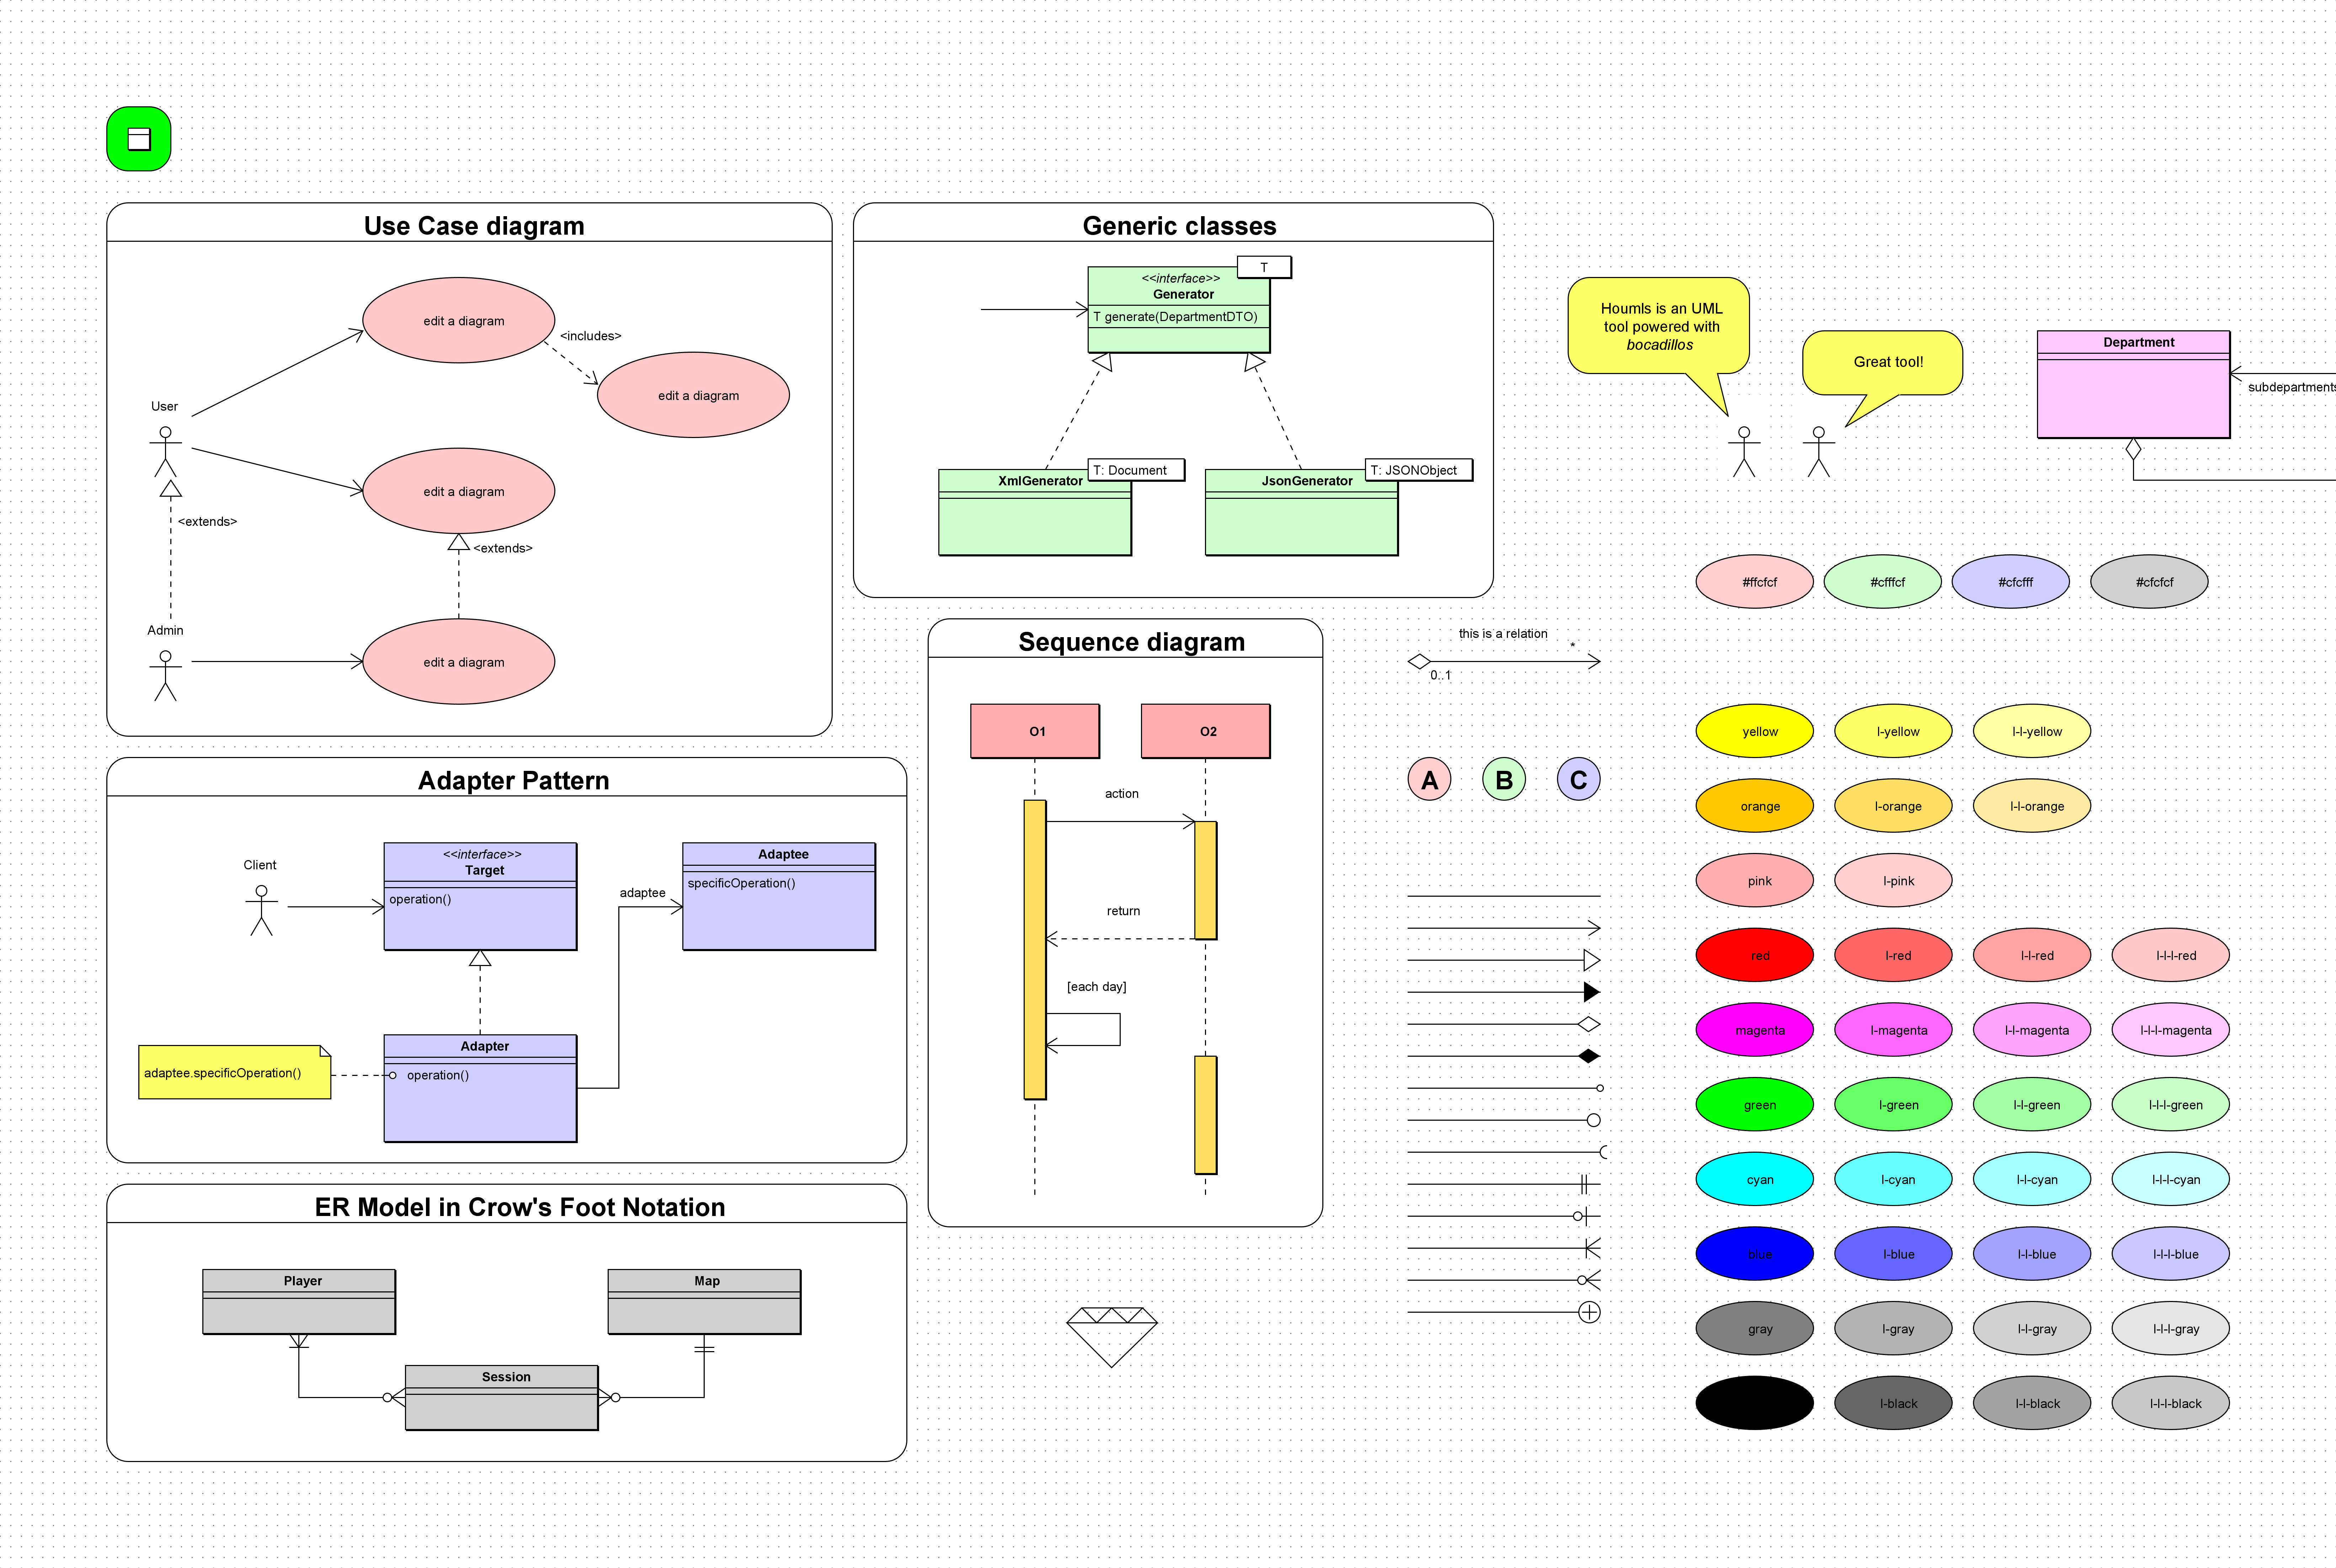 Use Case diagram
edit a diagram
<includes>
edit a diagram
User
edit a diagram
<extends>
<extends>
Admin
edit a diagram
Generic classes
T
<<interface>>
Generator
T generate(DepartmentDTO)
T: Document
XmlGenerator
T: JSONObject
JsonGenerator
Houmls is an UML
tool powered with
bocadillos
Great tool!
Department
subdepartments
#ffcfcf
#cfffcf
#cfcfff
#cfcfcf
Adapter Pattern
Client
<<interface>>
Target
operation()
adaptee
Adaptee
specificOperation()
adaptee.specificOperation()
Adapter
operation()
Sequence diagram
O1
O2
action
return
[each day]
this is a relation
*
0..1
A
B
C
yellow
l-yellow
l-l-yellow
orange
l-orange
l-l-orange
pink
l-pink
red
l-red
l-l-red
l-l-l-red
magenta
l-magenta
l-l-magenta
l-l-l-magenta
green
l-green
l-l-green
l-l-l-green
cyan
l-cyan
l-l-cyan
l-l-l-cyan
blue
l-blue
l-l-blue
l-l-l-blue
gray
l-gray
l-l-gray
l-l-l-gray
l-black
l-l-black
l-l-l-black
ER Model in Crow's Foot Notation
Player
Map
Session